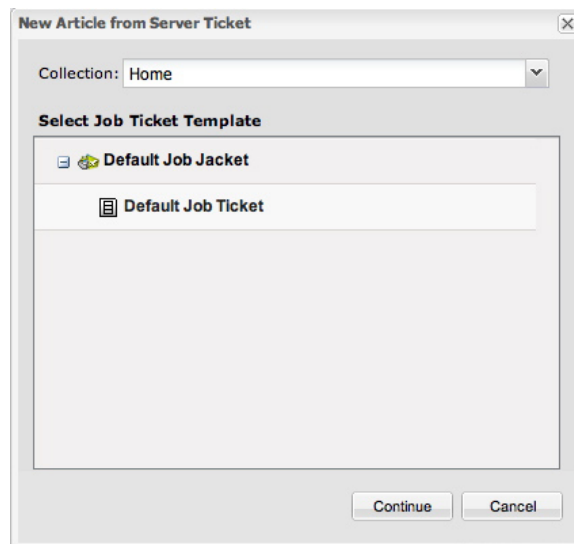 New Article from Server Ticket
Collection: Home
Select Job Ticket Template
Default Job Jacket
Default Job Ticket
Continue Cancel